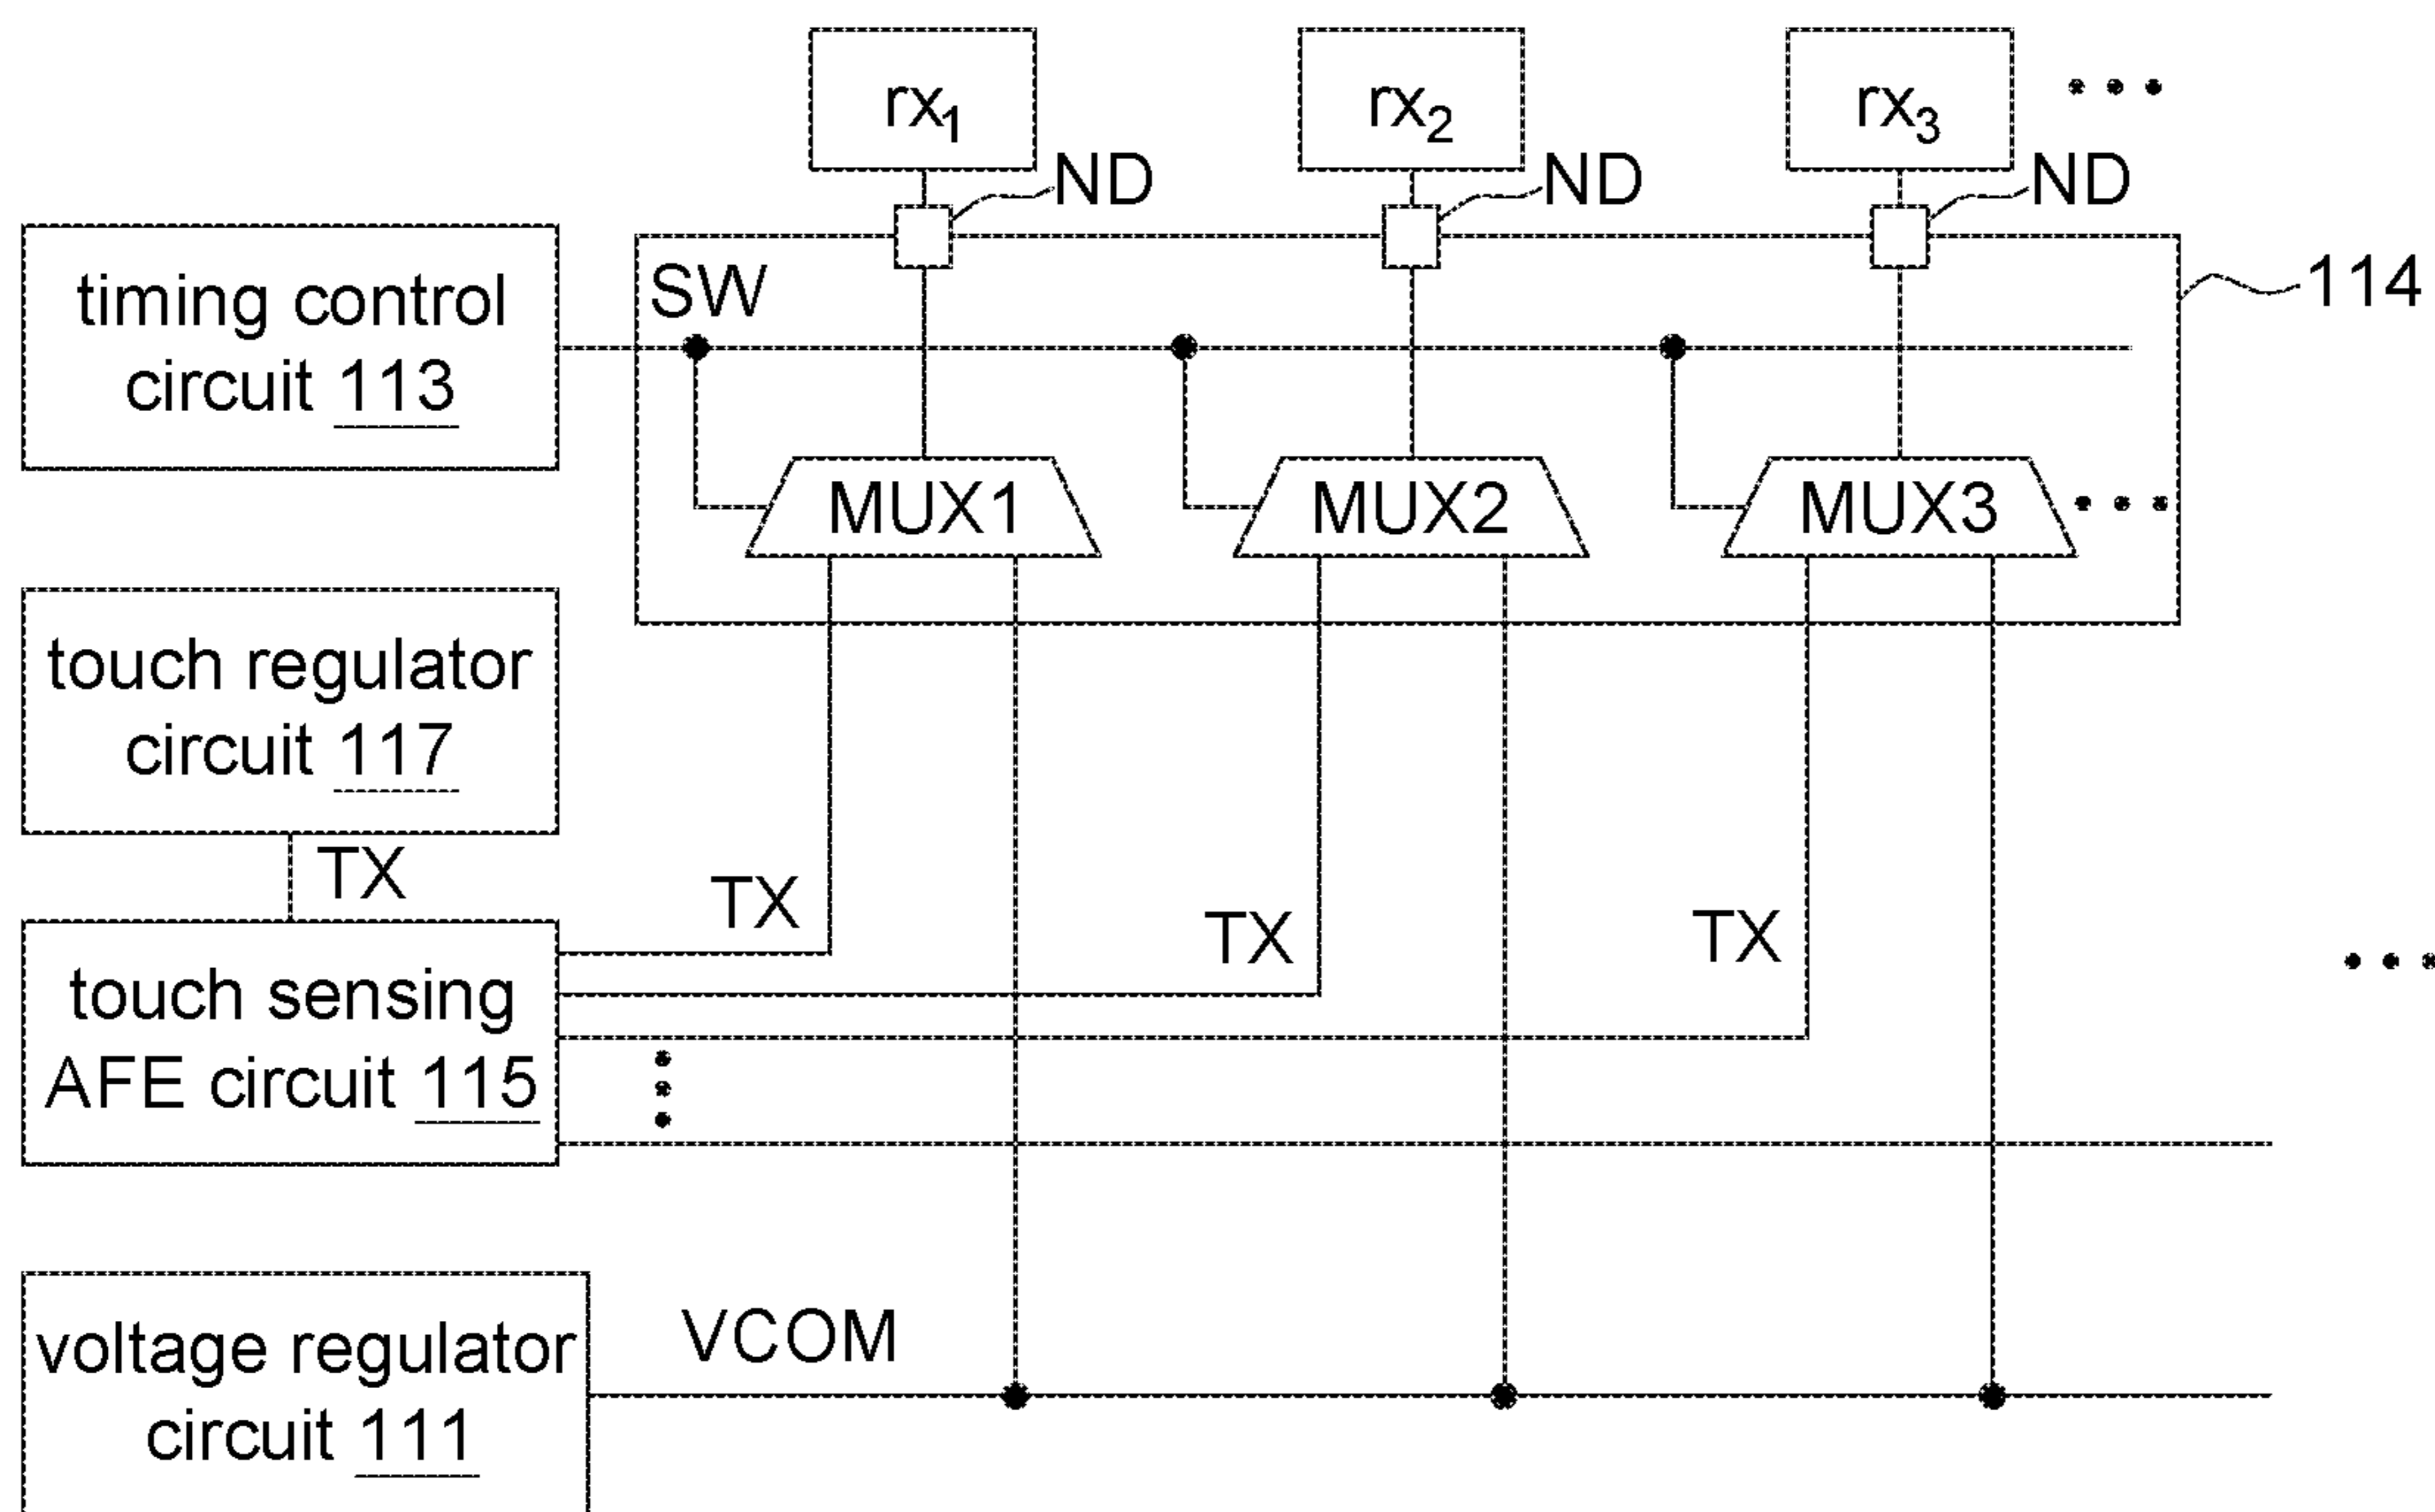 rx1
rx2
rx3
ND
ND
ND
timing control
circuit 113
SW
114
MUX1
MUX2
MUX3
touch regulator
circuit 117
TX
TX
TX
TX
touch sensing
AFE circuit 115
voltage regulator
circuit 111
VCOM